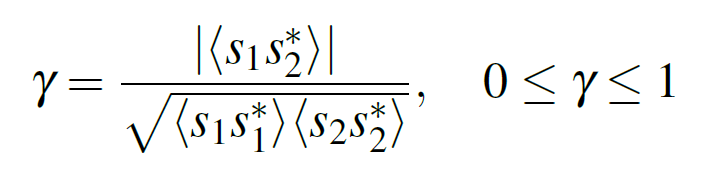 γ = |⟨s₁s₂*⟩| / √⟨s₁s₁*⟩⟨s₂s₂*⟩, 0 ≤ γ ≤ 1